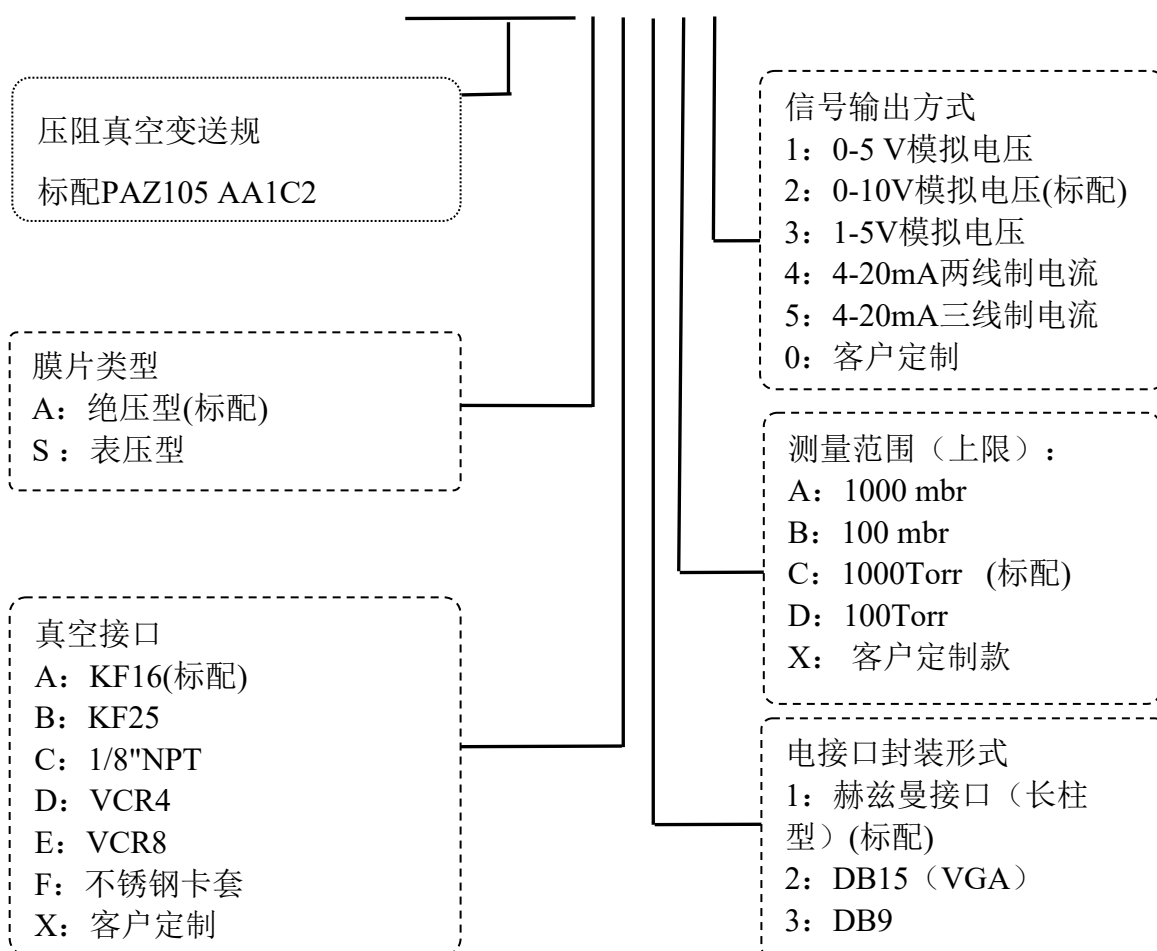 压阻真空变送规
标配PAZ105 AA1C2
膜片类型
A：绝压型(标配)
S：表压型
真空接口
A：KF16(标配)
B：KF25
C：1/8"NPT
D：VCR4
E：VCR8
F：不锈钢卡套
X：客户定制
信号输出方式
1：0-5 V模拟电压
2：0-10V模拟电压(标配)
3：1-5V模拟电压
4：4-20mA两线制电流
5：4-20mA三线制电流
0：客户定制
测量范围（上限）：
A：1000 mbr
B：100 mbr
C：1000Torr (标配)
D：100Torr
X： 客户定制款
电接口封装形式
1：赫兹曼接口（长柱
型）(标配)
2：DB15（VGA）
3：DB9